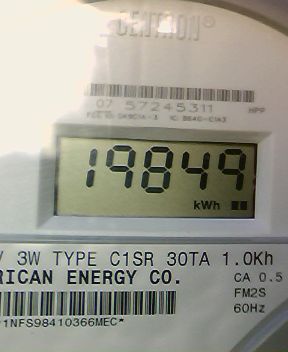 CENTRON®
07 57245311 HPP
19849
kWh
V 3W TYPE C1SR 30TA 1.0Kh
RICAN ENERGY CO. CA 0.5
FM2S
60Hz
1NFS98410366MEC*